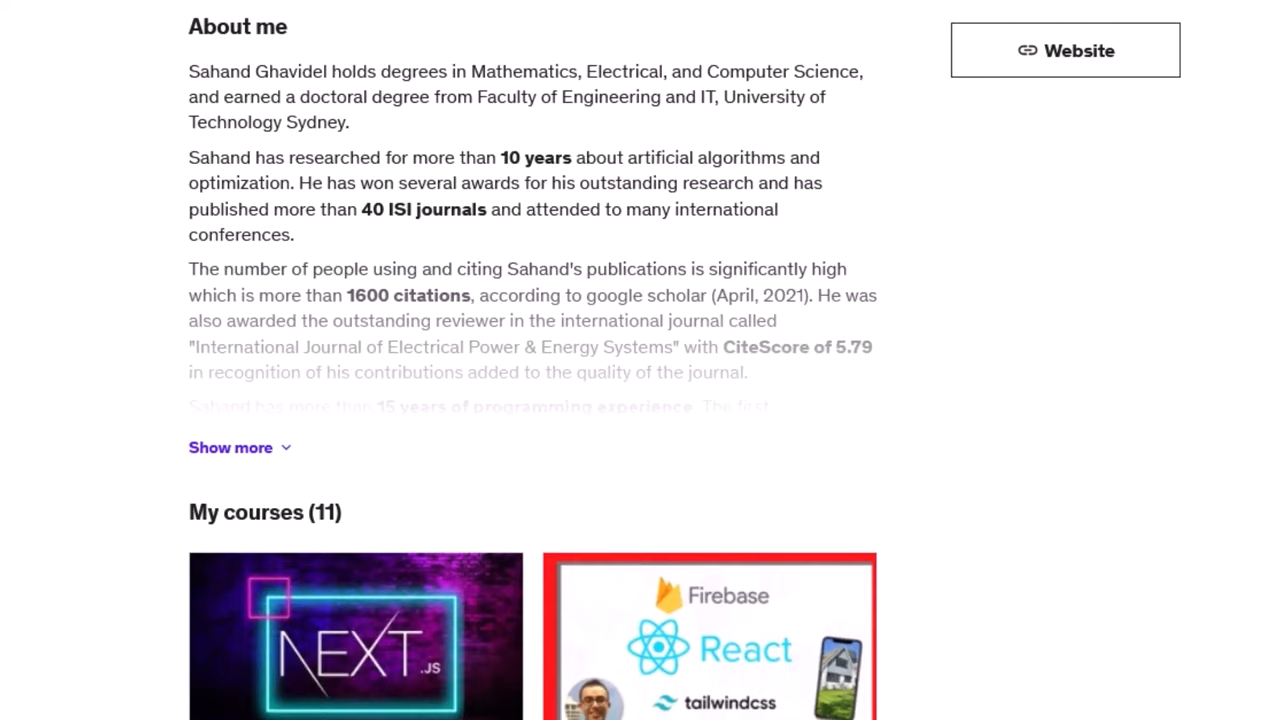 About me
Website
Sahand Ghavidel holds degrees in Mathematics, Electrical, and Computer Science,
and earned a doctoral degree from Faculty of Engineering and IT, University of
Technology Sydney.
Sahand has researched for more than 10 years about artificial algorithms and
optimization. He has won several awards for his outstanding research and has
published more than 40 ISI journals and attended to many international
conferences.
The number of people using and citing Sahand's publications is significantly high
which is more than 1600 citations, according to google scholar (April, 2021). He was
also awarded the outstanding reviewer in the international journal called
"International Journal of Electrical Power & Energy Systems" with CiteScore of 5.79
in recognition of his contributions added to the quality of the journal.
Sahand has more than 15 years of programming experience. The first
Show more
My courses (11)
NEXT.JS
Firebase
React
tailwindcss